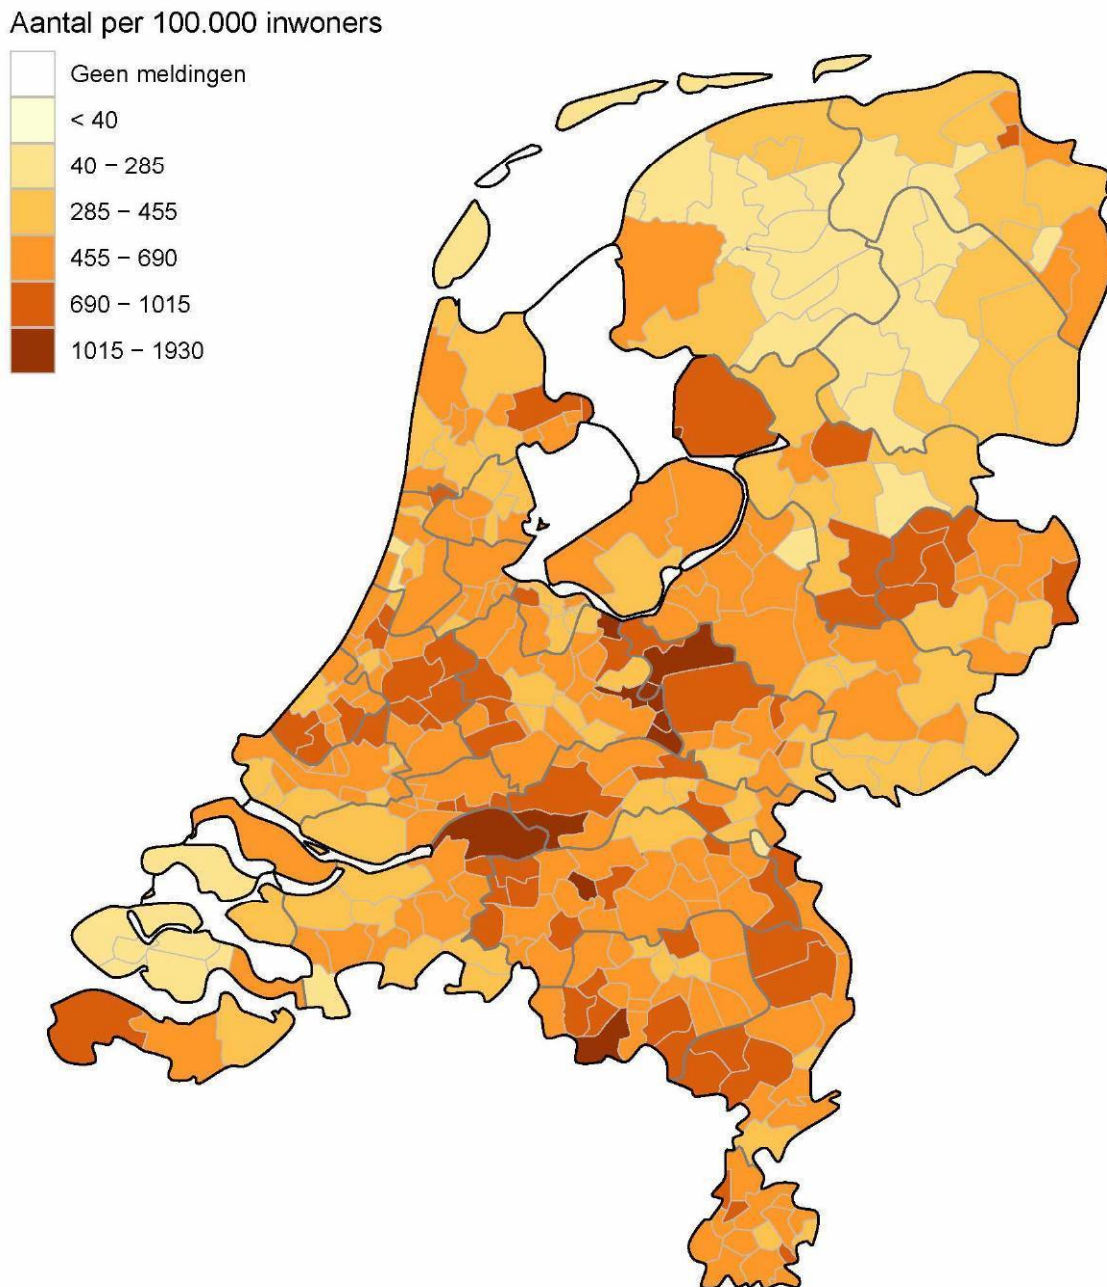 Aantal per 100.000 inwoners
Geen meldingen
< 40
40 − 285
285 − 455
455 − 690
690 − 1015
1015 − 1930